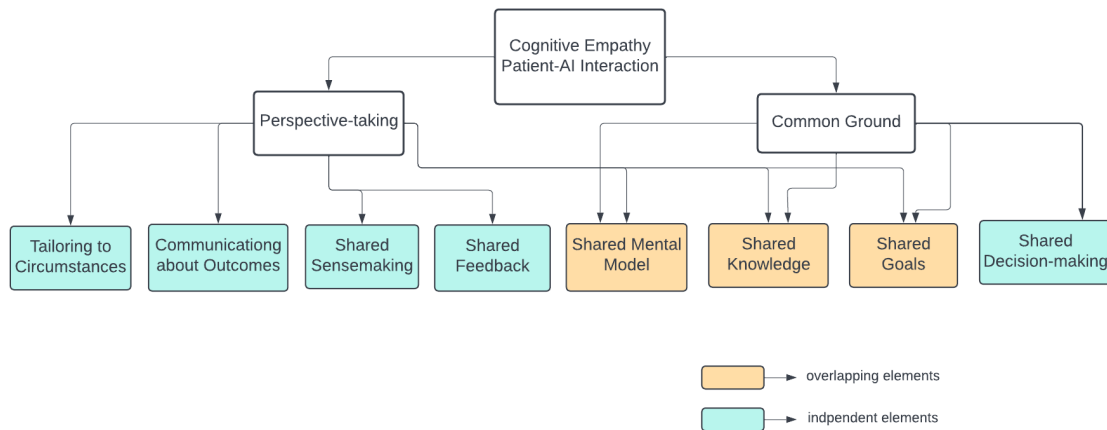 Cognitive Empathy
Patient-AI Interaction
Perspective-taking
Common Ground
Tailoring to
Circumstances
Communicationg
about Outcomes
Shared
Sensemaking
Shared
Feedback
Shared Mental
Model
Shared
Knowledge
Shared
Goals
Shared
Decision-making
overlapping elements
indpendent elements